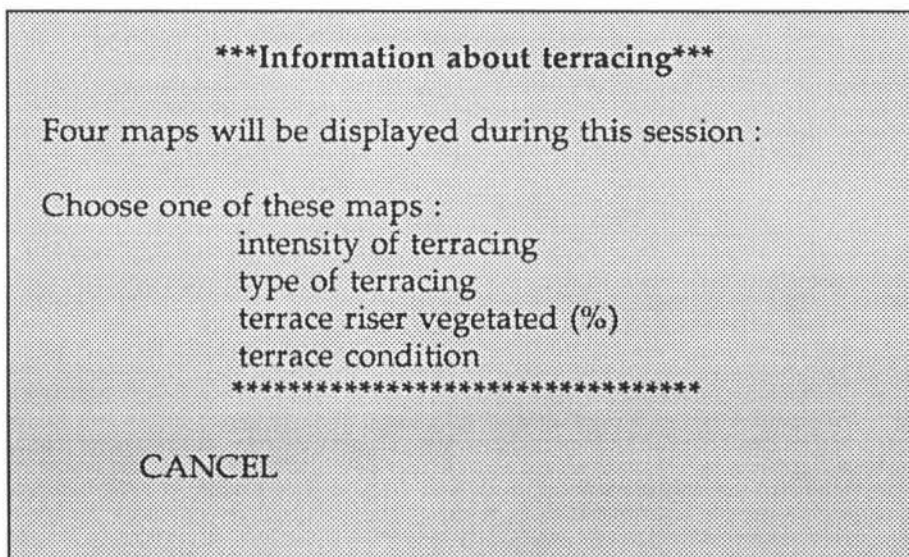 ***Information about terracing***
Four maps will be displayed during this session :
Choose one of these maps :
intensity of terracing
type of terracing
terrace riser vegetated (%)
terrace condition
*********************************
CANCEL